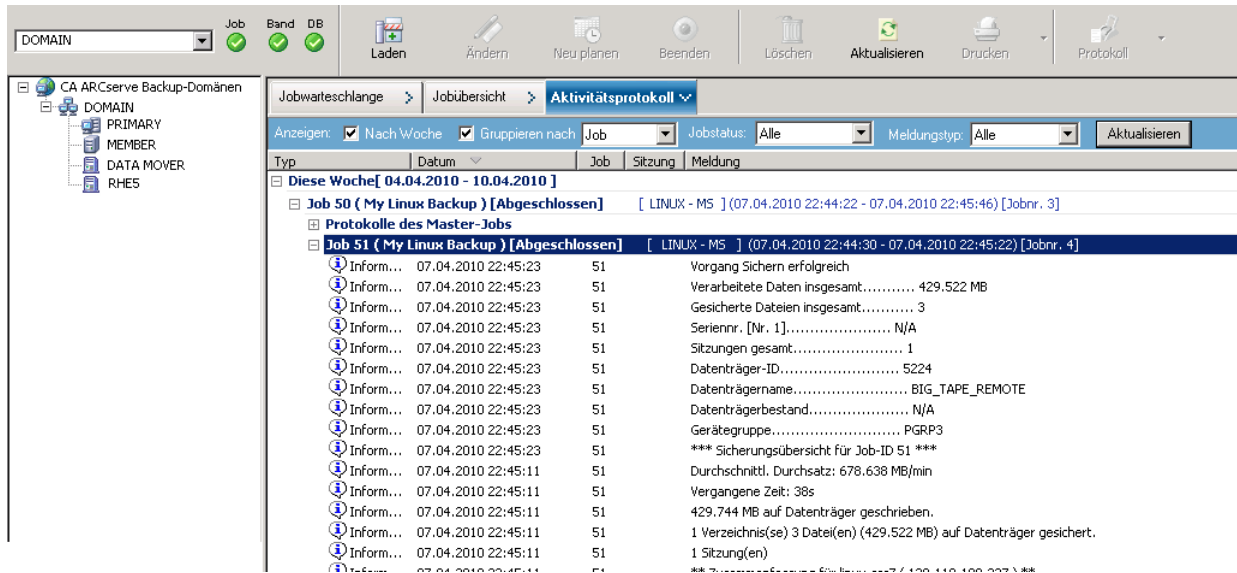 Job Band DB
DOMAIN
Laden Ändern Neu planen Beenden Löschen Aktualisieren Drucken Protokoll
CA ARCserve Backup-Domänen
DOMAIN
PRIMARY
MEMBER
DATA MOVER
RHE5
Jobwarteschlange > Jobübersicht > Aktivitätsprotokoll
Anzeigen: Nach Woche Gruppieren nach Job Jobstatus: Alle Meldungstyp: Alle Aktualisieren
Typ Datum Job Sitzung Meldung
Diese Woche[ 04.04.2010 - 10.04.2010 ]
Job 50 ( My Linux Backup ) [Abgeschlossen] [ LINUX - MS ] (07.04.2010 22:44:22 - 07.04.2010 22:45:46) [Jobnr. 3]
Protokolle des Master-Jobs
Job 51 ( My Linux Backup ) [Abgeschlossen] [ LINUX - MS ] (07.04.2010 22:44:30 - 07.04.2010 22:45:22) [Jobnr. 4]
Inform... 07.04.2010 22:45:23 51 Vorgang Sichern erfolgreich
Inform... 07.04.2010 22:45:23 51 Verarbeitete Daten insgesamt........... 429.522 MB
Inform... 07.04.2010 22:45:23 51 Gesicherte Dateien insgesamt........... 3
Inform... 07.04.2010 22:45:23 51 Seriennr. [Nr. 1]...................... N/A
Inform... 07.04.2010 22:45:23 51 Sitzungen gesamt....................... 1
Inform... 07.04.2010 22:45:23 51 Datenträger-ID......................... 5224
Inform... 07.04.2010 22:45:23 51 Datenträgername........................ BIG_TAPE_REMOTE
Inform... 07.04.2010 22:45:23 51 Datenträgerbestand..................... N/A
Inform... 07.04.2010 22:45:23 51 Gerätegruppe........................... PGRP3
Inform... 07.04.2010 22:45:23 51 *** Sicherungsübersicht für Job-ID 51 ***
Inform... 07.04.2010 22:45:11 51 Durchschnittl. Durchsatz: 678.638 MB/min
Inform... 07.04.2010 22:45:11 51 Vergangene Zeit: 38s
Inform... 07.04.2010 22:45:11 51 429.744 MB auf Datenträger geschrieben.
Inform... 07.04.2010 22:45:11 51 1 Verzeichnis(se) 3 Datei(en) (429.522 MB) auf Datenträger gesichert.
Inform... 07.04.2010 22:45:11 51 1 Sitzung(en)
Inform... 07.04.2010 22:45:11 51 ** Zusammenfassung für